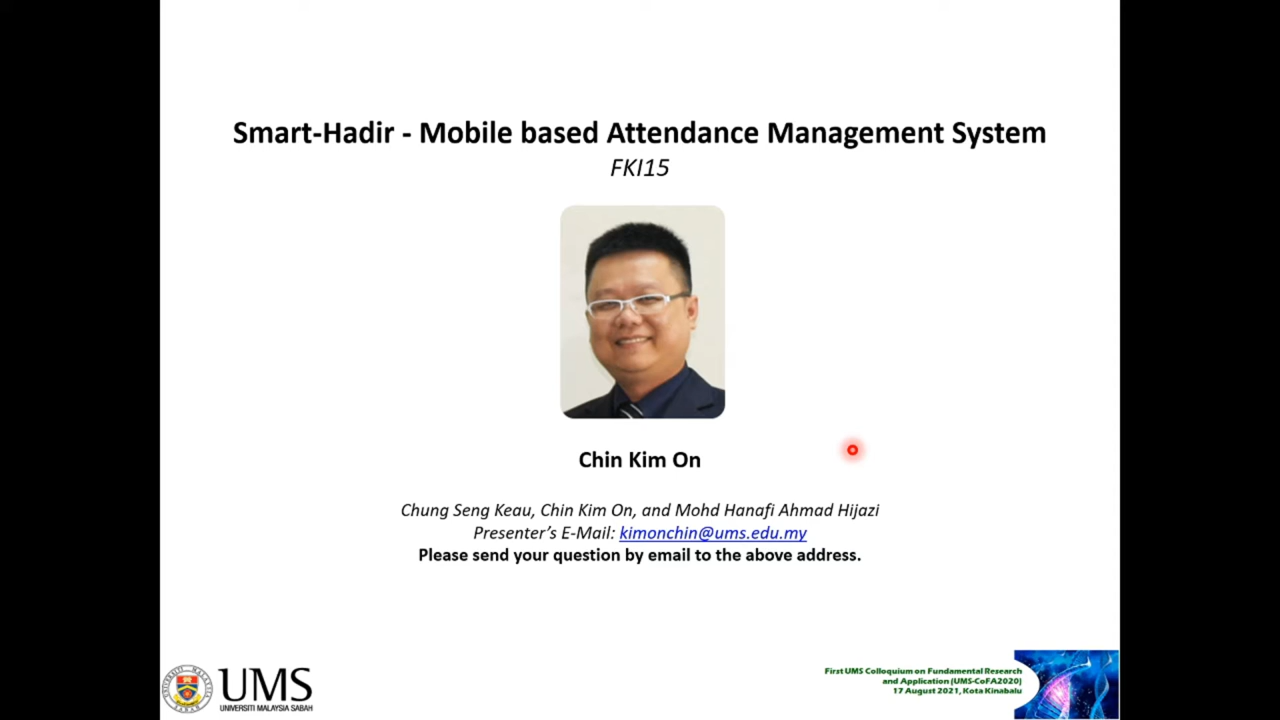 Smart-Hadir - Mobile based Attendance Management System
FKI15
Chin Kim On
Chung Seng Keau, Chin Kim On, and Mohd Hanafi Ahmad Hijazi
Presenter's E-Mail: kimonchin@ums.edu.my
Please send your question by email to the above address.
UMS
UNIVERSITI MALAYSIA SABAH
First UMS Colloquium on Fundamental Research
and Application (UMS-CoFA2020)
17 August 2021, Kota Kinabalu